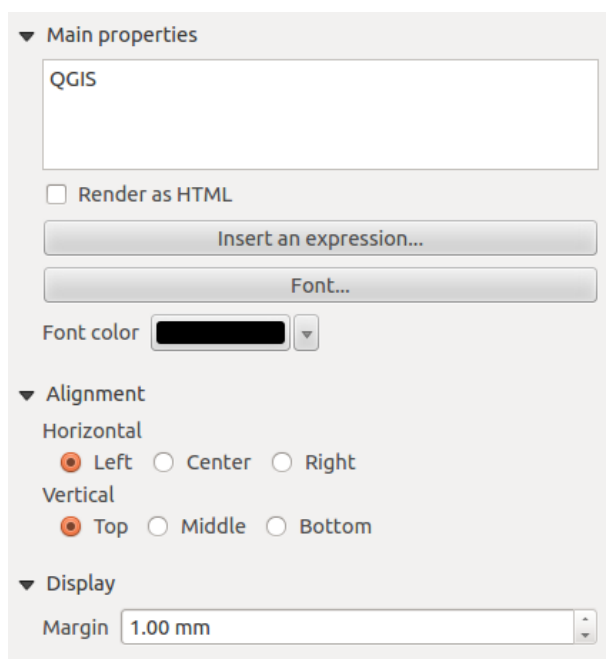 Main properties
QGIS
Render as HTML
Insert an expression...
Font...
Font color
Alignment
Horizontal
Left Center Right
Vertical
Top Middle Bottom
Display
Margin 1.00 mm